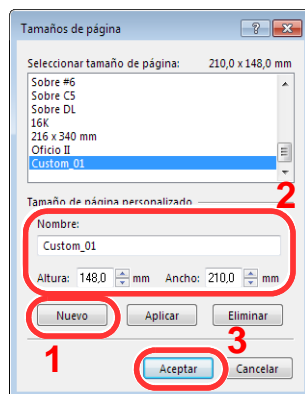 Tamaños de página
Seleccionar tamaño de página: 210,0 x 148,0 mm
Sobre #6
Sobre C5
Sobre DL
16K
216 x 340 mm
Oficio II
Custom_01
2
Tamaño de página personalizado
Nombre:
Custom_01
Altura: 148,0 mm Ancho: 210,0 mm
Nuevo Aplicar Eliminar
1 3
Aceptar Cancelar